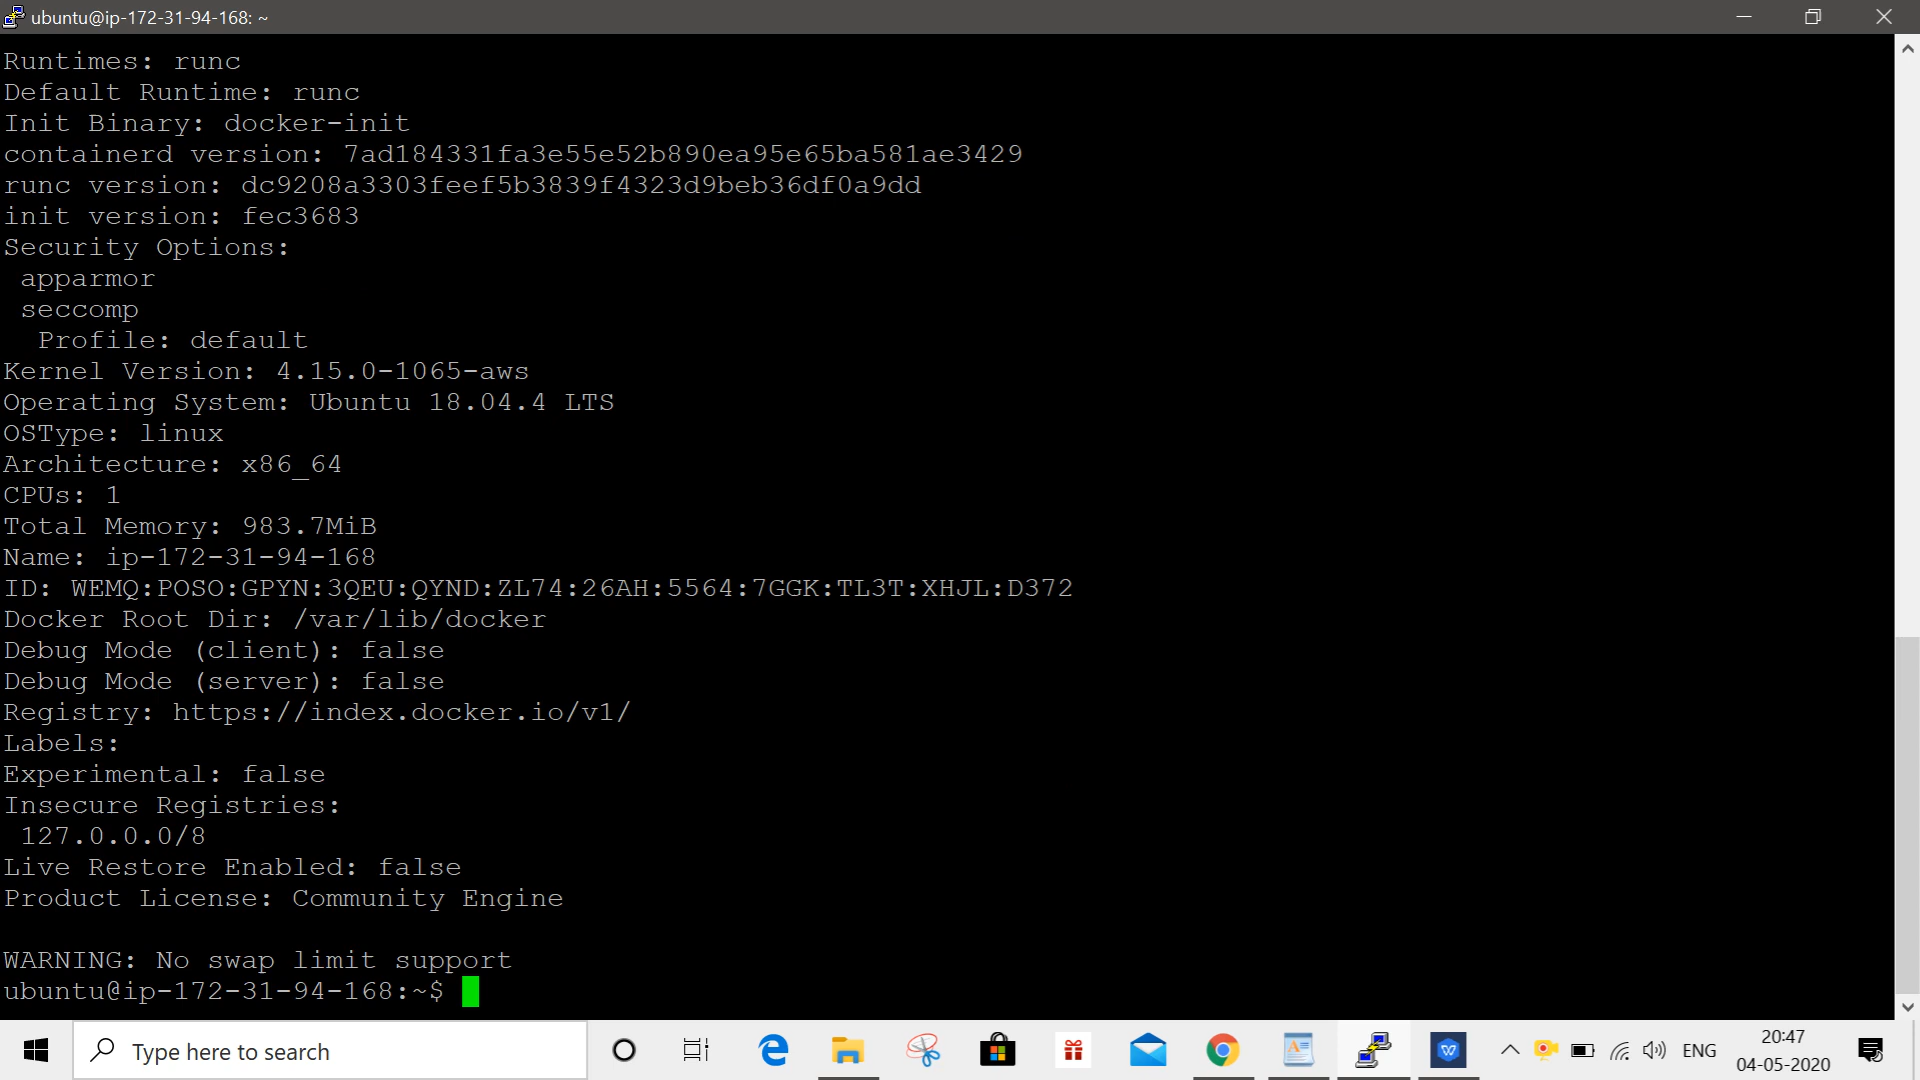 ubuntu@ip-172-31-94-168: ~
Runtimes: runc
Default Runtime: runc
Init Binary: docker-init
containerd version: 7ad184331fa3e55e52b890ea95e65ba581ae3429
runc version: dc9208a3303feef5b3839f4323d9beb36df0a9dd
init version: fec3683
Security Options:
 apparmor
 seccomp
  Profile: default
Kernel Version: 4.15.0-1065-aws
Operating System: Ubuntu 18.04.4 LTS
OSType: linux
Architecture: x86_64
CPUs: 1
Total Memory: 983.7MiB
Name: ip-172-31-94-168
ID: WEMQ:POSO:GPYN:3QEU:QYND:ZL74:26AH:5564:7GGK:TL3T:XHJL:D372
Docker Root Dir: /var/lib/docker
Debug Mode (client): false
Debug Mode (server): false
Registry: https://index.docker.io/v1/
Labels:
Experimental: false
Insecure Registries:
 127.0.0.0/8
Live Restore Enabled: false
Product License: Community Engine
WARNING: No swap limit support
ubuntu@ip-172-31-94-168:~$
Type here to search
ENG
20:47
04-05-2020